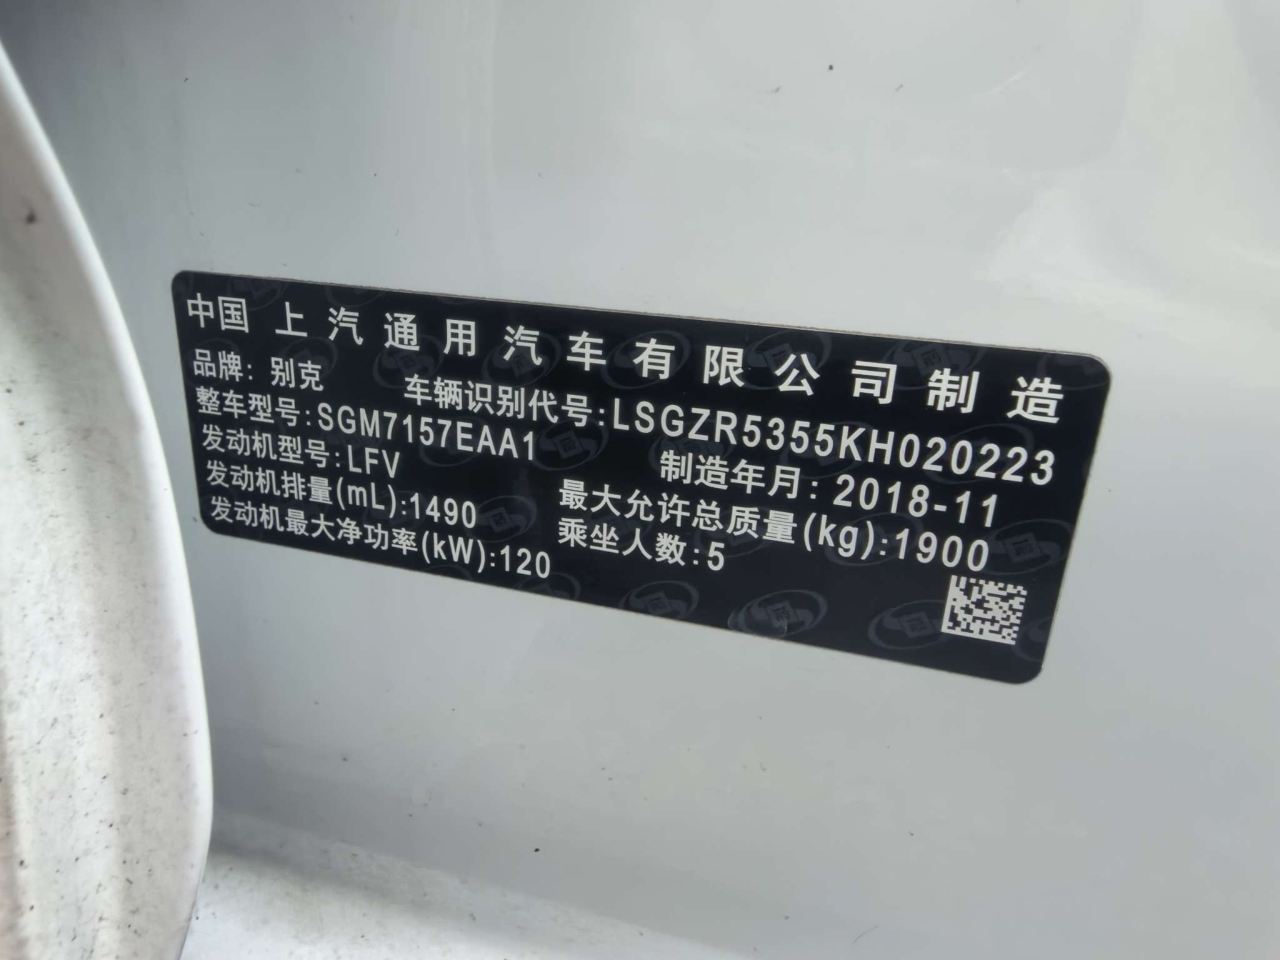 中国 上汽通用汽车有限公司制造
品牌：别克 车辆识别代号：LSGZR5355KH020223
整车型号：SGM7157EAA1 制造年月：2018-11
发动机型号：LFV 最大允许总质量(kg)：1900
发动机排量(mL)：1490 乘坐人数：5
发动机最大净功率(kW)：120